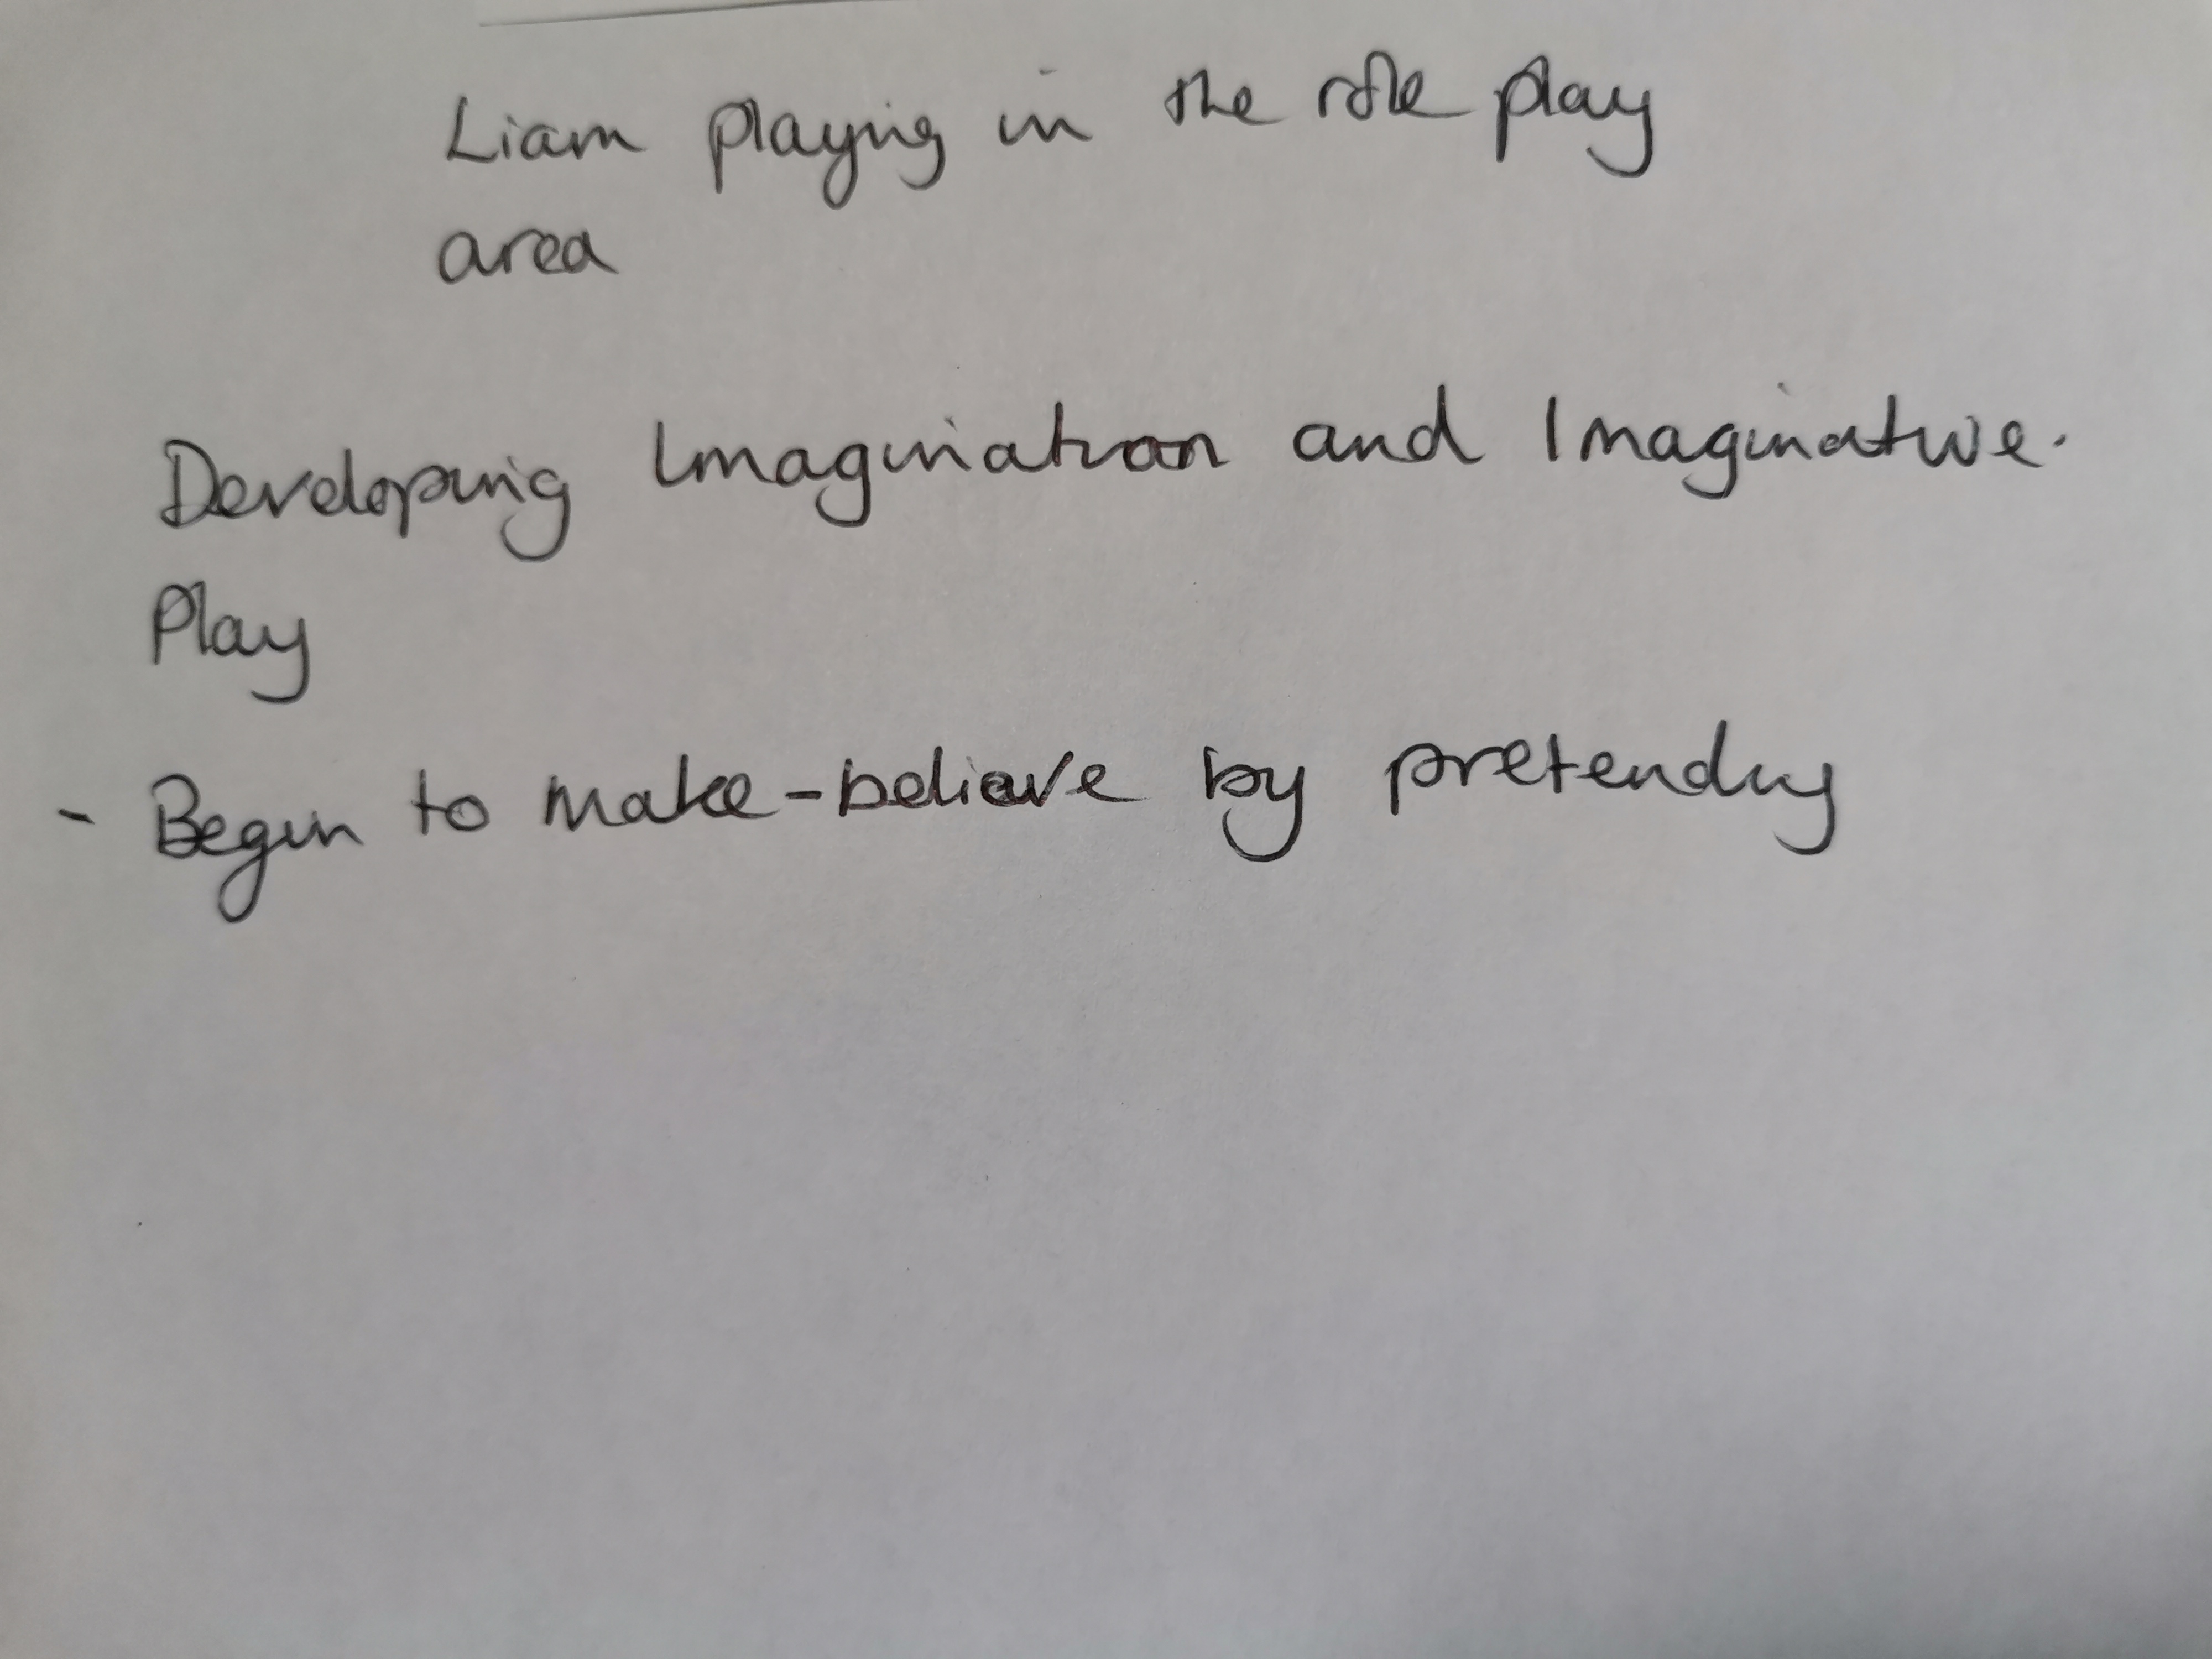 Liam playing in the role play
area
Developing Imagination and Imaginative.
Play
- Begin to make-believe by pretending